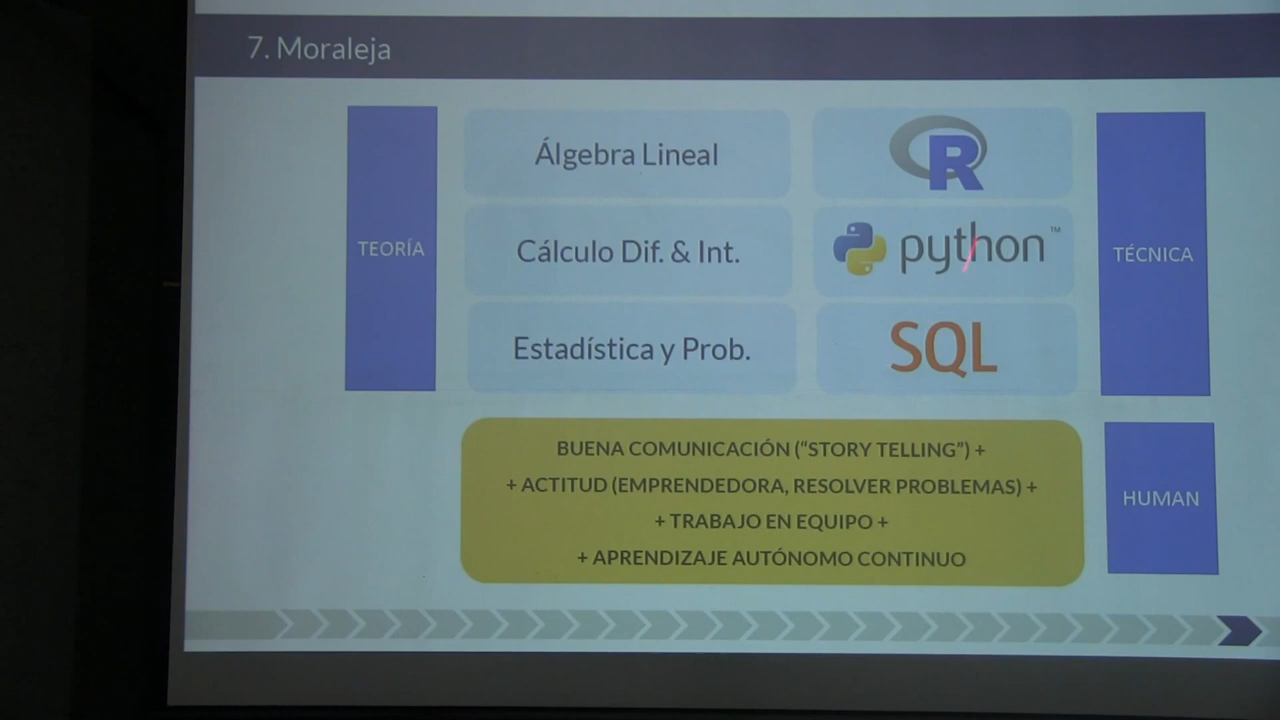 7. Moraleja
TEORÍA
Álgebra Lineal
Cálculo Dif. & Int.
Estadística y Prob.
R
python™
SQL
TÉCNICA
BUENA COMUNICACIÓN (“STORY TELLING”) +
+ ACTITUD (EMPRENDEDORA, RESOLVER PROBLEMAS) +
+ TRABAJO EN EQUIPO +
+ APRENDIZAJE AUTÓNOMO CONTINUO
HUMAN